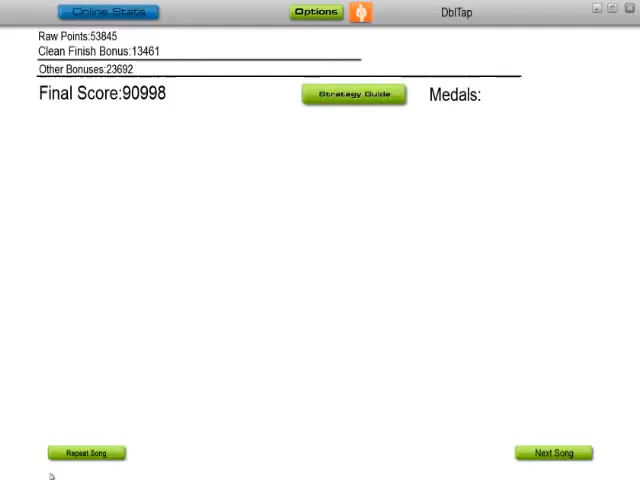 Online Stats
Options
DblTap
Raw Points:53845
Clean Finish Bonus:13461
Other Bonuses:23692
Final Score:90998
Strategy Guide
Medals:
Repeat Song
Next Song